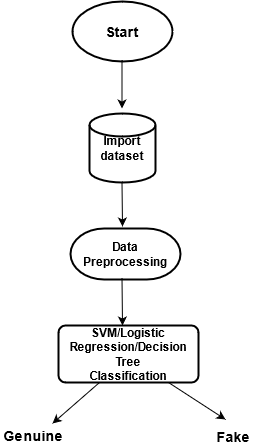 Start
Import
dataset
Data
Preprocessing
SVM/Logistic
Regression/Decision
Tree
Classification
Genuine
Fake